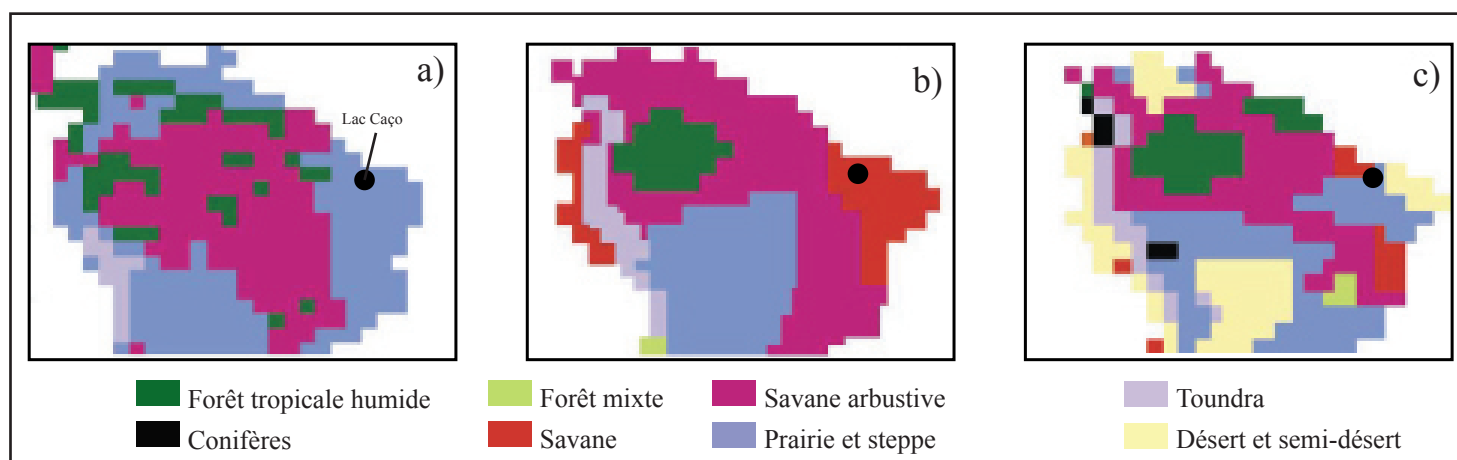 a)
Lac Caço
b)
c)
Forêt tropicale humide
Forêt mixte
Savane arbustive
Toundra
Conifères
Savane
Prairie et steppe
Désert et semi-désert